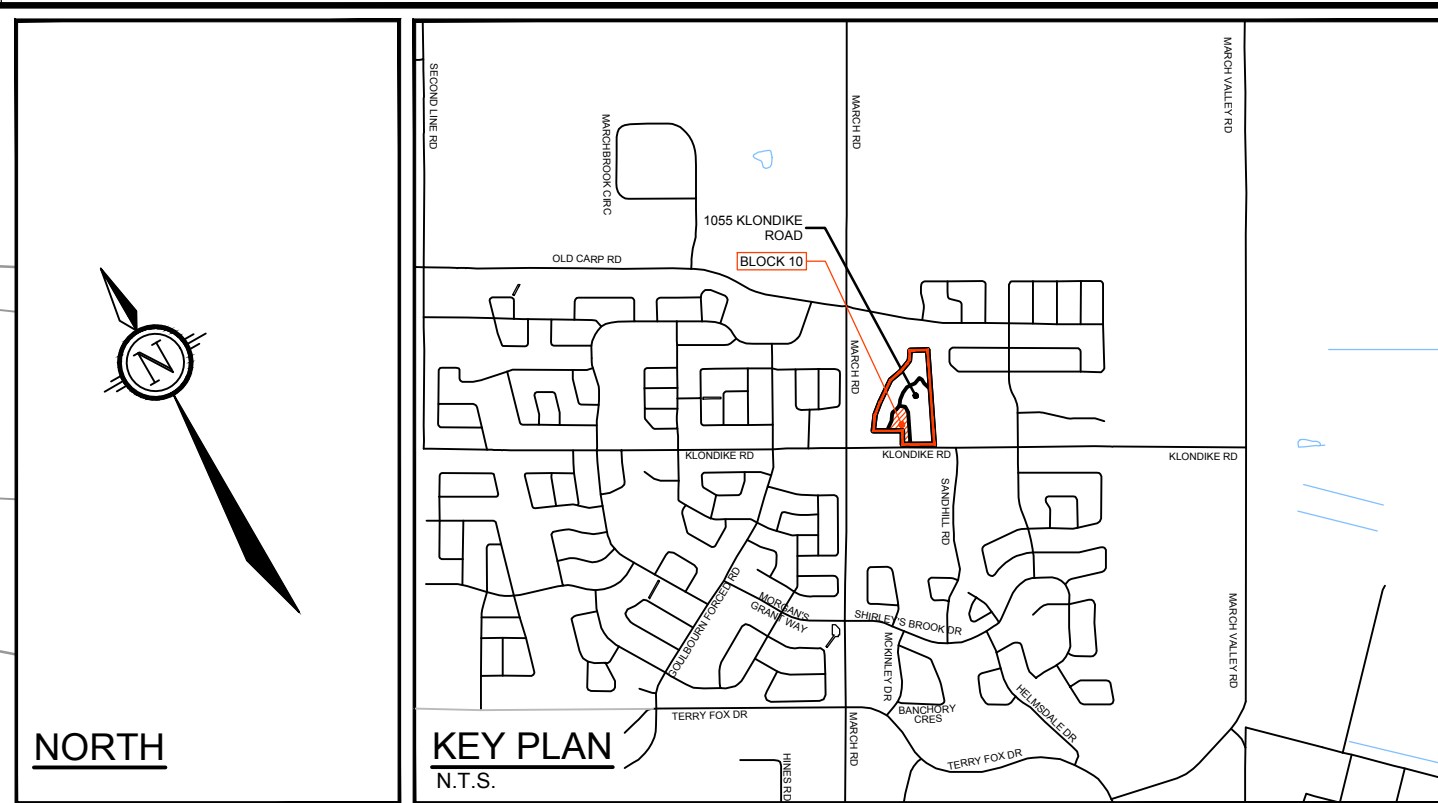 N
NORTH
SECOND LINE RD
MARCHBROOK CIRC
MARCH RD
MARCH VALLEY RD
1055 KLONDIKE
ROAD
BLOCK 10
OLD CARP RD
MARCH RD
KLONDIKE RD
KLONDIKE RD
KLONDIKE RD
SANDHILL RD
GOULBOURN FORCED RD
MORGAN'S
GRANT WAY
SHIRLEY'S BROOK DR
MCKINLEY DR
MARCH VALLEY RD
BANCHORY
CRES
HELMSDALE DR
TERRY FOX DR
MARCH RD
TERRY FOX DR
HINES RD
KEY PLAN
N.T.S.